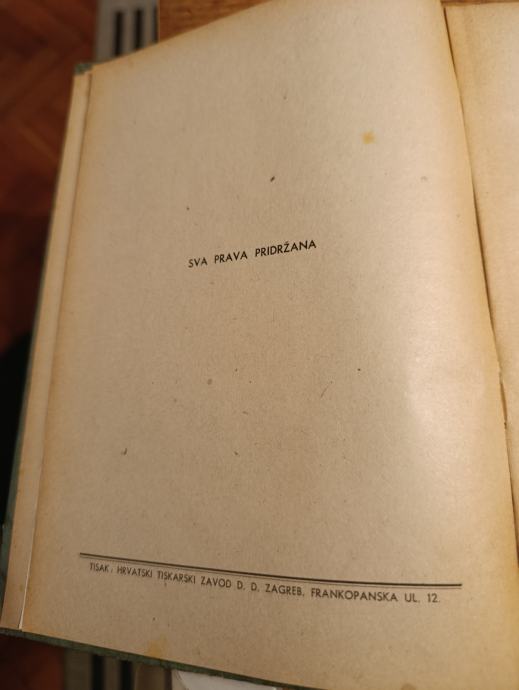 SVA PRAVA PRIDRŽANA
TISAK: HRVATSKI TISKARSKI ZAVOD D. D. ZAGREB, FRANKOPANSKA UL. 12.